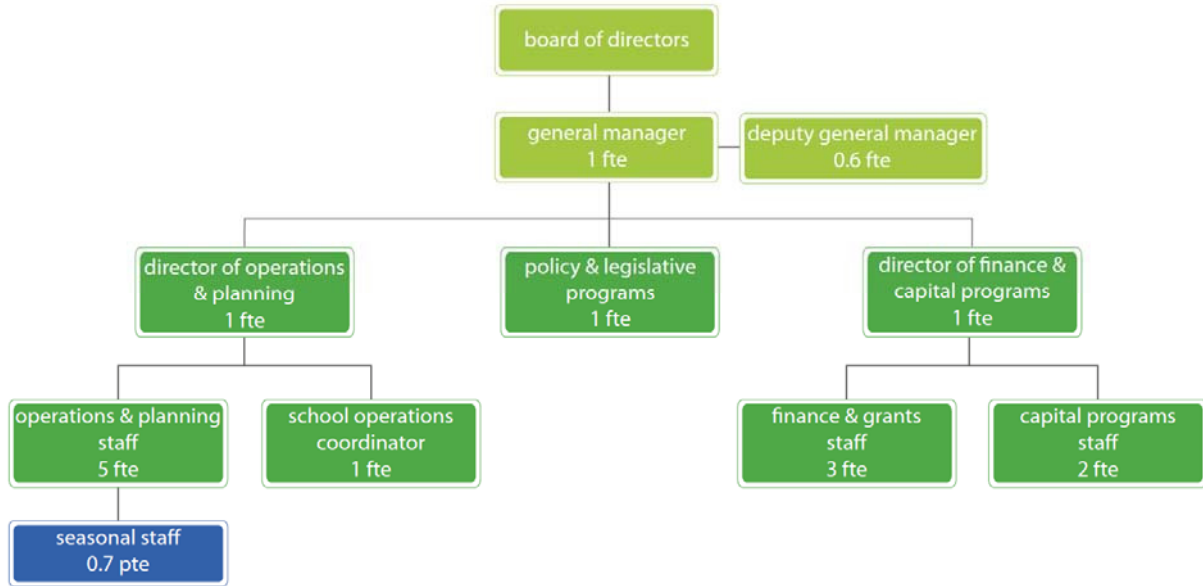 board of directors
general manager
1 fte
deputy general manager
0.6 fte
director of operations
& planning
1 fte
policy & legislative
programs
1 fte
director of finance &
capital programs
1 fte
operations & planning
staff
5 fte
school operations
coordinator
1 fte
finance & grants
staff
3 fte
capital programs
staff
2 fte
seasonal staff
0.7 pte